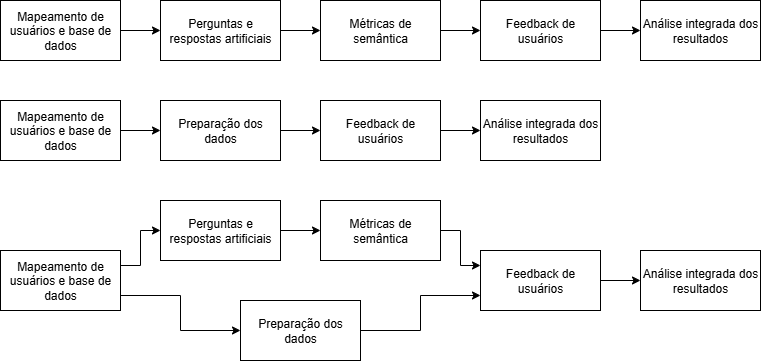 Mapeamento de
usuários e base de
dados
Perguntas e
respostas artificiais
Métricas de
semântica
Feedback de
usuários
Análise integrada dos
resultados
Mapeamento de
usuários e base de
dados
Preparação dos
dados
Feedback de
usuários
Análise integrada dos
resultados
Mapeamento de
usuários e base de
dados
Perguntas e
respostas artificiais
Métricas de
semântica
Preparação dos
dados
Feedback de
usuários
Análise integrada dos
resultados